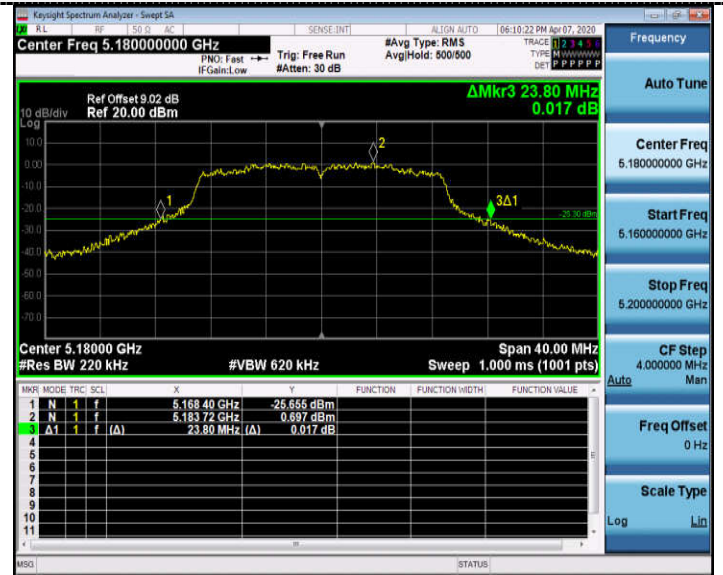 Keysight Spectrum Analyzer - Swept SA
RL RF 50 Ω AC SENSE:INT ALIGN AUTO 06:10:22 PM Apr 07, 2020
Center Freq 5.180000000 GHz
PNO: Fast
IFGain:Low
Trig: Free Run
#Atten: 30 dB
#Avg Type: RMS
Avg|Hold: 500/500
TRACE 1 2 3 4 5 6
TYPE MWWWWW
DET P P P P P P
Frequency
Auto Tune
Center Freq
5.180000000 GHz
Start Freq
5.160000000 GHz
Stop Freq
5.200000000 GHz
CF Step
4.000000 MHz
Auto Man
Freq Offset
0 Hz
Scale Type
Log Lin
ΔMkr3 23.80 MHz
0.017 dB
Ref Offset 9.02 dB
10 dB/div Ref 20.00 dBm
Log
10.0
0.00
-10.0
-20.0
-30.0
-40.0
-50.0
-60.0
-70.0
1
2
3Δ1
-25.30 dBm
Center 5.18000 GHz Span 40.00 MHz
#Res BW 220 kHz #VBW 620 kHz Sweep 1.000 ms (1001 pts)
MKR MODE TRC SCL X Y FUNCTION FUNCTION WIDTH FUNCTION VALUE
1 N 1 f 5.168 40 GHz -25.655 dBm
2 N 1 f 5.183 72 GHz 0.697 dBm
3 Δ1 1 f (Δ) 23.80 MHz (Δ) 0.017 dB
4
5
6
7
8
9
10
11
MSG STATUS